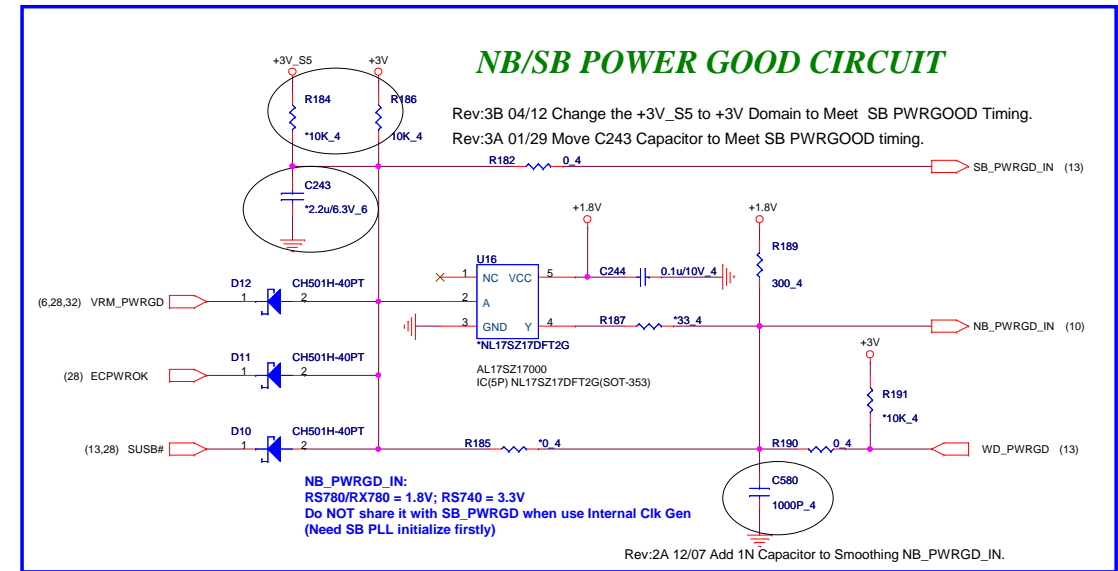 NB/SB POWER GOOD CIRCUIT
Rev:3B 04/12 Change the +3V_S5 to +3V Domain to Meet SB PWRGOOD Timing.
Rev:3A 01/29 Move C243 Capacitor to Meet SB PWRGOOD timing.
+3V_S5 +3V
R184 R186
*10K_4 10K_4
R182 0_4
SB_PWRGD_IN (13)
C243
*2.2u/6.3V_6
+1.8V +1.8V
U16
1 NC VCC 5
2 A
3 GND Y 4
*NL17SZ17DFT2G
AL17SZ17000
IC(5P) NL17SZ17DFT2G(SOT-353)
C244 0.1u/10V_4
R189
300_4
R187 *33_4
NB_PWRGD_IN (10)
D12 CH501H-40PT
(6,28,32) VRM_PWRGD 1 2
D11 CH501H-40PT
(28) ECPWROK 1 2
D10 CH501H-40PT
(13,28) SUSB# 1 2
+3V
R191
*10K_4
R185 *0_4
R190 0_4
WD_PWRGD (13)
C580
1000P_4
NB_PWRGD_IN:
RS780/RX780 = 1.8V; RS740 = 3.3V
Do NOT share it with SB_PWRGD when use Internal Clk Gen
(Need SB PLL initialize firstly)
Rev:2A 12/07 Add 1N Capacitor to Smoothing NB_PWRGD_IN.